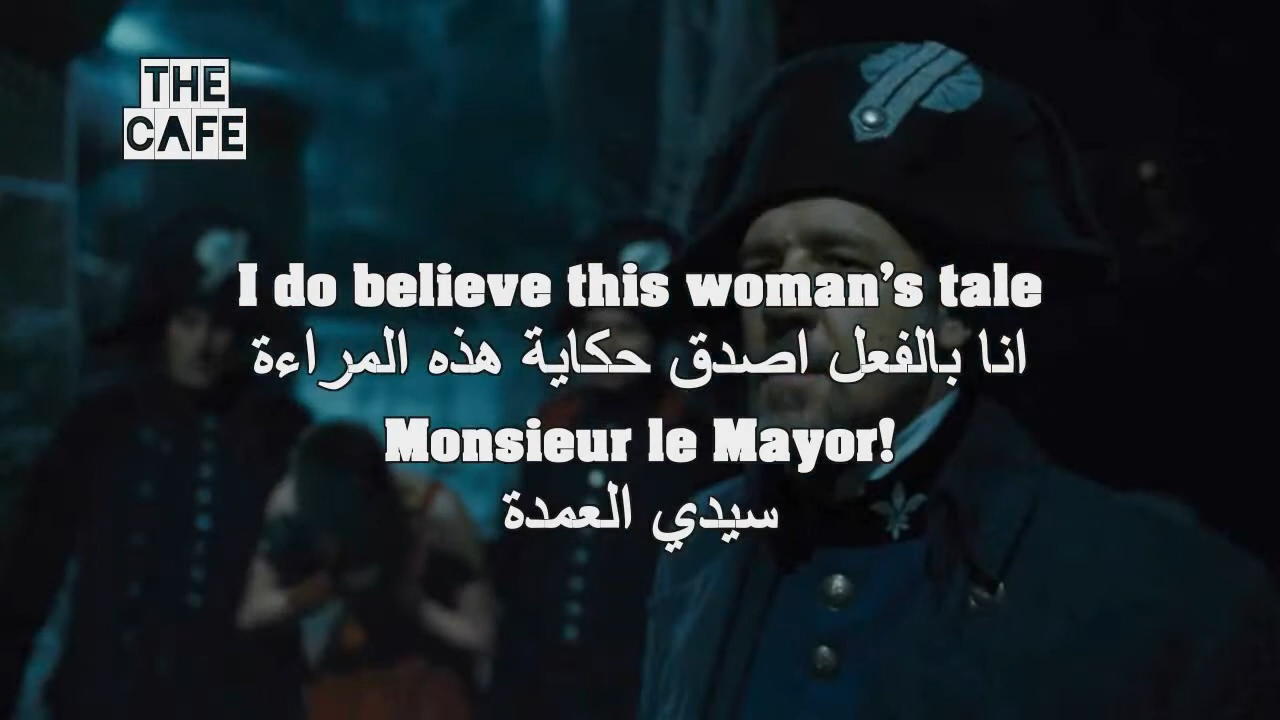 THE
CAFE
I do believe this woman's tale
انا بالفعل اصدق حكاية هذه المراءة
Monsieur le Mayor!
سيدي العمدة